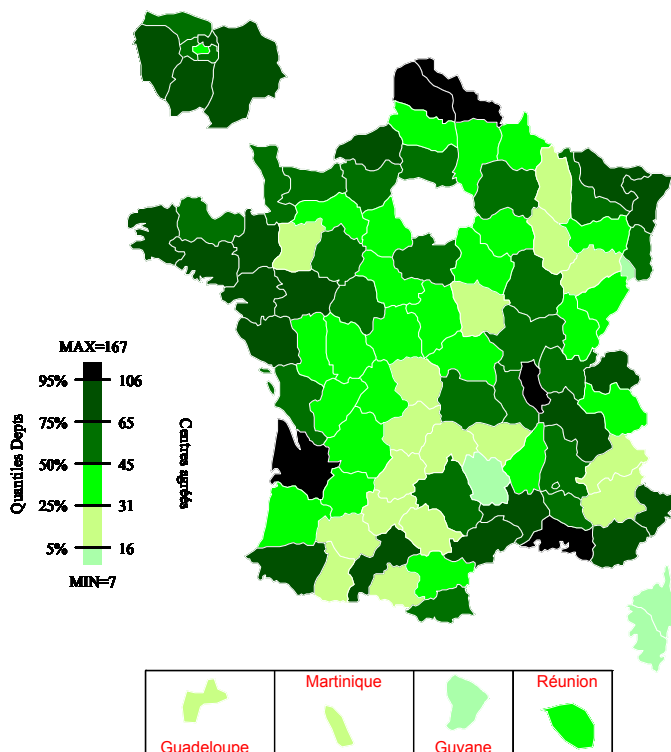 MAX=167
95% 106
75% 65
50% 45
25% 31
5% 16
MIN=7
Quantiles Depts
Centres agréés
Martinique Réunion
Guadeloupe Guyane